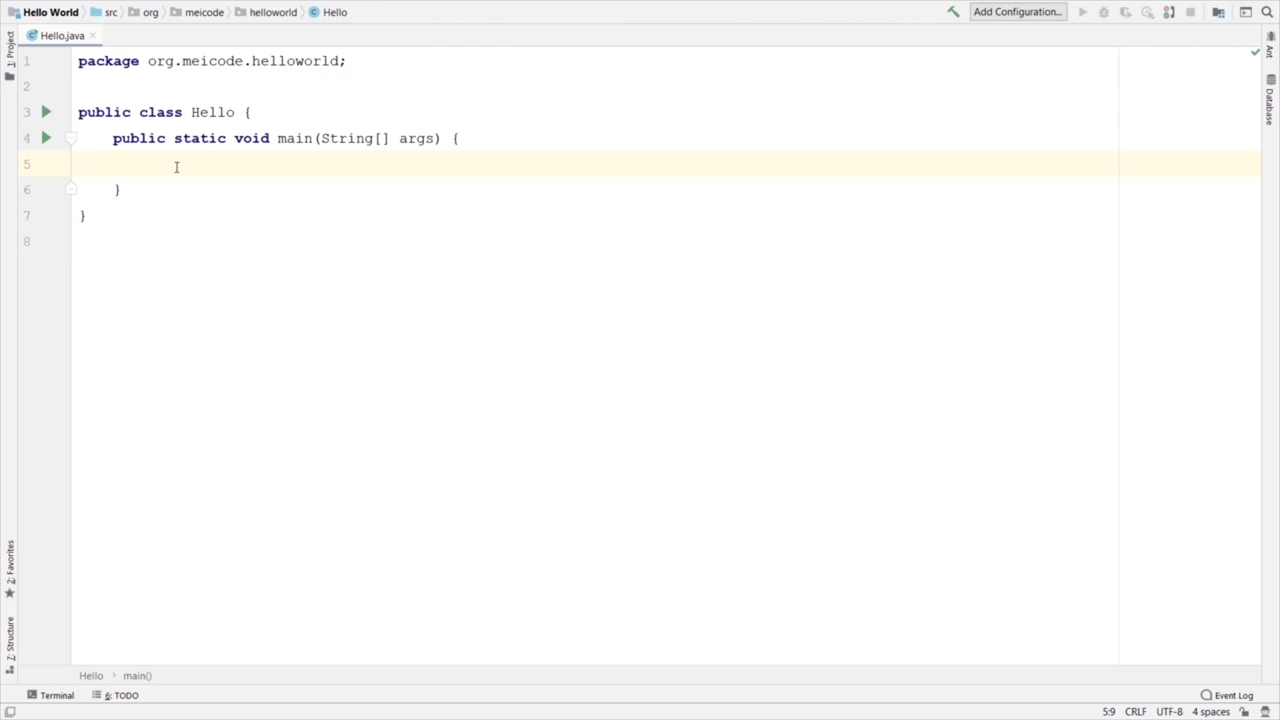 Hello World src org meicode helloworld Hello Add Configuration...
Hello.java
1 package org.meicode.helloworld;
2
3 public class Hello {
4 public static void main(String[] args) {
5
6 }
7 }
8
1: Project
2: Favorites
7: Structure
Ant
Database
Hello main()
Terminal 6: TODO Event Log
5:9 CRLF UTF-8 4 spaces